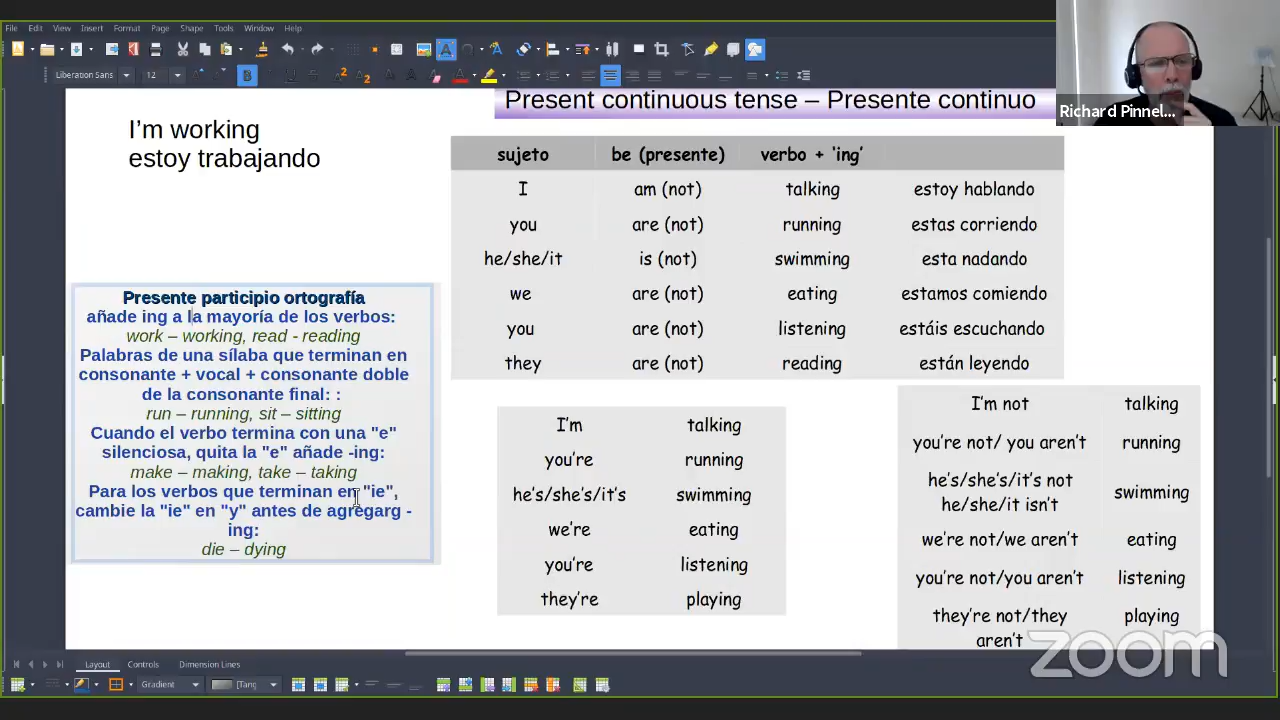 File Edit View Insert Format Page Shape Tools Window Help
Liberation Sans 12
Present continuous tense – Presente continuo
Richard Pinnel...
I'm working
estoy trabajando
sujeto be (presente) verbo + 'ing'
I am (not) talking estoy hablando
you are (not) running estas corriendo
he/she/it is (not) swimming esta nadando
we are (not) eating estamos comiendo
you are (not) listening estáis escuchando
they are (not) reading están leyendo
Presente participio ortografía
añade ing a la mayoría de los verbos:
work – working, read - reading
Palabras de una sílaba que terminan en
consonante + vocal + consonante doble
de la consonante final: :
run – running, sit – sitting
Cuando el verbo termina con una "e"
silenciosa, quita la "e" añade -ing:
make – making, take – taking
Para los verbos que terminan en "ie",
cambie la "ie" en "y" antes de agregarg -
ing:
die – dying
I'm talking
you're running
he's/she's/it's swimming
we're eating
you're listening
they're playing
I'm not talking
you're not/ you aren't running
he's/she's/it's not
he/she/it isn't swimming
we're not/we aren't eating
you're not/you aren't listening
they're not/they
aren't playing
zoom
Layout Controls Dimension Lines
Gradient [Tang